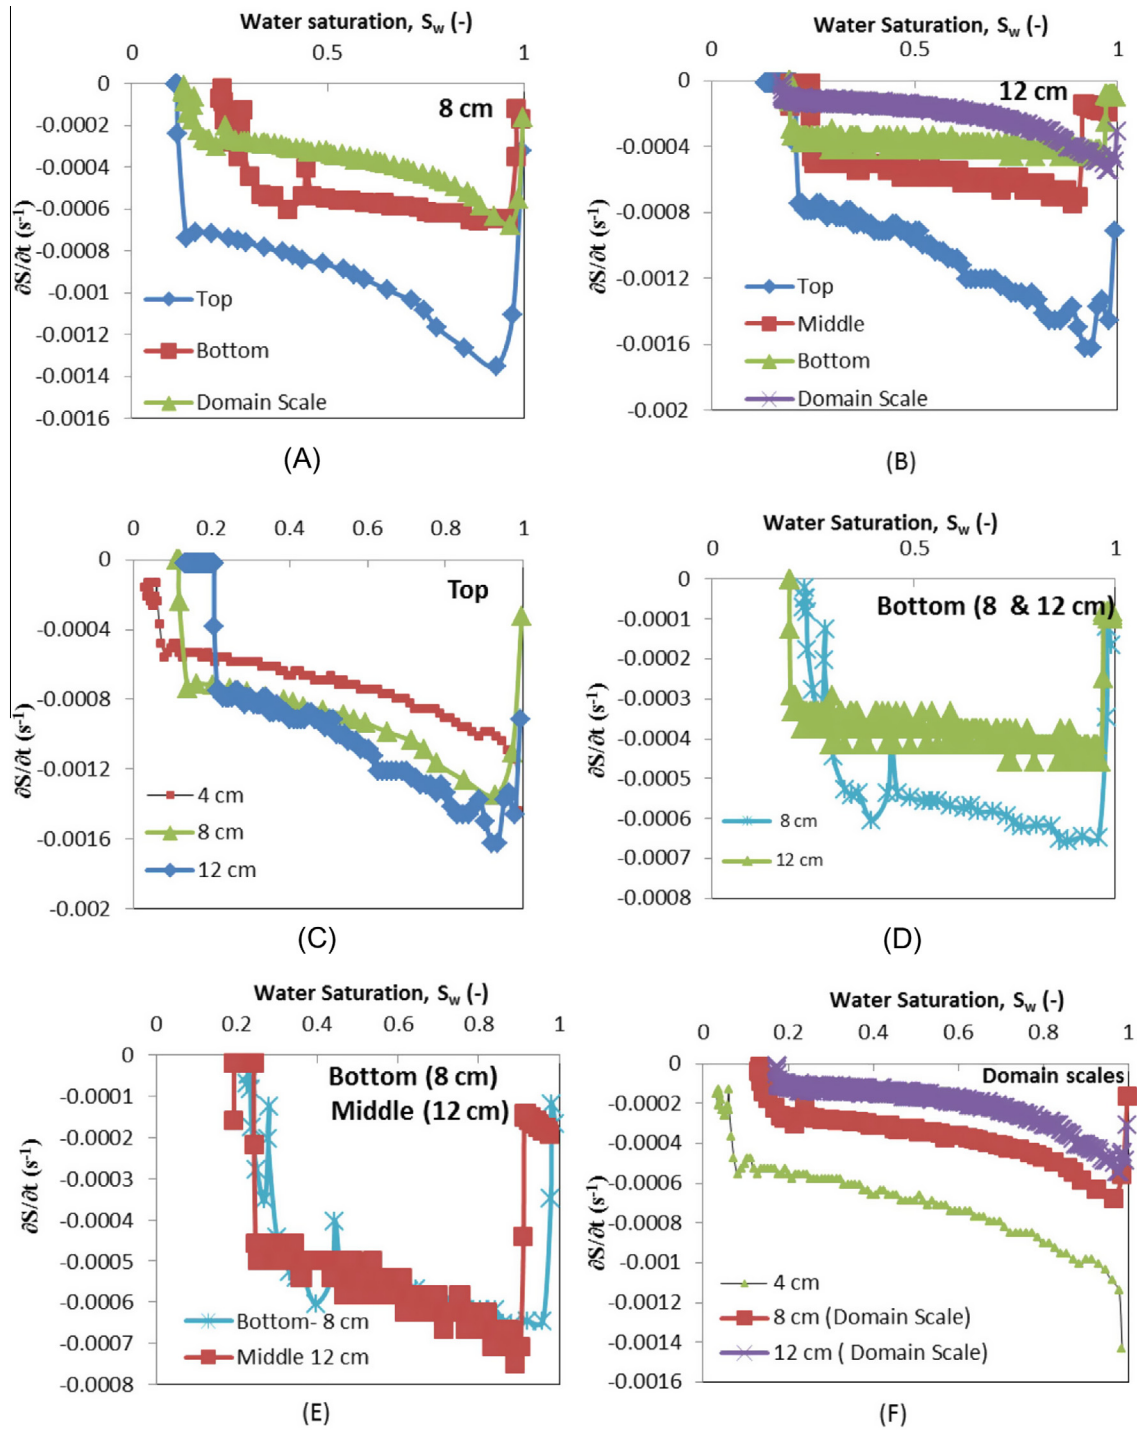 Water saturation, Sw (-)
0 0.5 1
0
-0.0002
-0.0004
-0.0006
-0.0008
-0.001
-0.0012
-0.0014
-0.0016
∂S/∂t (s-1)
8 cm
Top
Bottom
Domain Scale
(A)
Water Saturation, Sw (-)
0 0.5 1
0
-0.0004
-0.0008
-0.0012
-0.0016
-0.002
∂S/∂t (s-1)
12 cm
Top
Middle
Bottom
Domain Scale
(B)
0 0.2 0.4 0.6 0.8 1
0
-0.0004
-0.0008
-0.0012
-0.0016
-0.002
∂S/∂t (s-1)
Top
4 cm
8 cm
12 cm
(C)
Water Saturation, Sw (-)
0 0.5 1
0
-0.0001
-0.0002
-0.0003
-0.0004
-0.0005
-0.0006
-0.0007
-0.0008
∂S/∂t (s-1)
Bottom (8 & 12 cm)
8 cm
12 cm
(D)
Water Saturation, Sw (-)
0 0.2 0.4 0.6 0.8 1
0
-0.0001
-0.0002
-0.0003
-0.0004
-0.0005
-0.0006
-0.0007
-0.0008
∂S/∂t (s-1)
Bottom (8 cm)
Middle (12 cm)
Bottom- 8 cm
Middle 12 cm
(E)
Water Saturation, Sw (-)
0 0.2 0.4 0.6 0.8 1
0
-0.0002
-0.0004
-0.0006
-0.0008
-0.001
-0.0012
-0.0014
-0.0016
∂S/∂t (s-1)
Domain scales
4 cm
8 cm (Domain Scale)
12 cm ( Domain Scale)
(F)